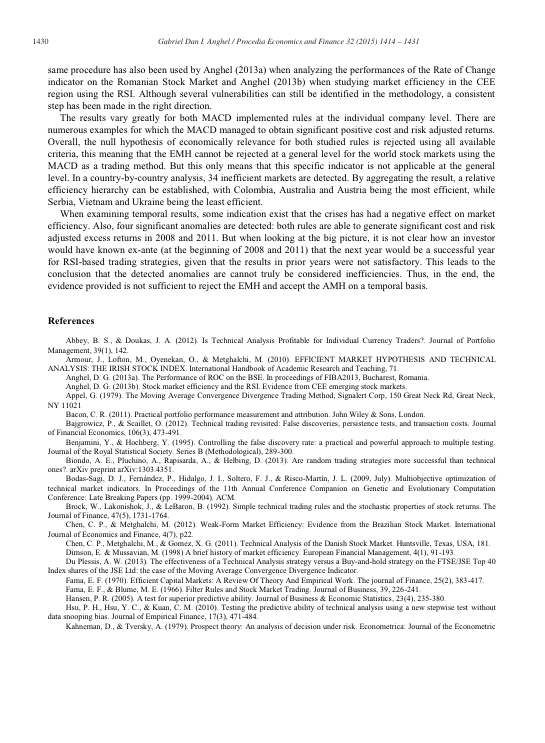 1430
Gabriel Dan I. Anghel / Procedia Economics and Finance 32 (2015) 1414 – 1431
same procedure has also been used by Anghel (2013a) when analyzing the performances of the Rate of Change
indicator on the Romanian Stock Market and Anghel (2013b) when studying market efficiency in the CEE
region using the RSI. Although several vulnerabilities can still be identified in the methodology, a consistent
step has been made in the right direction.
The results vary greatly for both MACD implemented rules at the individual company level. There are
numerous examples for which the MACD managed to obtain significant positive cost and risk adjusted returns.
Overall, the null hypothesis of economically relevance for both studied rules is rejected using all available
criteria, this meaning that the EMH cannot be rejected at a general level for the world stock markets using the
MACD as a trading method. But this only means that this specific indicator is not applicable at the general
level. In a country-by-country analysis, 34 inefficient markets are detected. By aggregating the result, a relative
efficiency hierarchy can be established, with Colombia, Australia and Austria being the most efficient, while
Serbia, Vietnam and Ukraine being the least efficient.
When examining temporal results, some indication exist that the crises has had a negative effect on market
efficiency. Also, four significant anomalies are detected: both rules are able to generate significant cost and risk
adjusted excess returns in 2008 and 2011. But when looking at the big picture, it is not clear how an investor
would have known ex-ante (at the beginning of 2008 and 2011) that the next year would be a successful year
for RSI-based trading strategies, given that the results in prior years were not satisfactory. This leads to the
conclusion that the detected anomalies are cannot truly be considered inefficiencies. Thus, in the end, the
evidence provided is not sufficient to reject the EMH and accept the AMH on a temporal basis.
References
Abbey, B. S., & Doukas, J. A. (2012). Is Technical Analysis Profitable for Individual Currency Traders?. Journal of Portfolio
Management, 39(1), 142.
Armour, J., Lofton, M., Oyenekan, O., & Metghalchi, M. (2010). EFFICIENT MARKET HYPOTHESIS AND TECHNICAL
ANALYSIS: THE IRISH STOCK INDEX. International Handbook of Academic Research and Teaching, 71.
Anghel, D. G. (2013a). The Performance of ROC on the BSE. In proceedings of FIBA2013, Bucharest, Romania.
Anghel, D. G. (2013b). Stock market efficiency and the RSI. Evidence from CEE emerging stock markets.
Appel, G. (1979). The Moving Average Convergence Divergence Trading Method, Signalert Corp, 150 Great Neck Rd, Great Neck,
NY 11021
Bacon, C. R. (2011). Practical portfolio performance measurement and attribution. John Wiley & Sons, London.
Bajgrowicz, P., & Scaillet, O. (2012). Technical trading revisited: False discoveries, persistence tests, and transaction costs. Journal
of Financial Economics, 106(3), 473-491.
Benjamini, Y., & Hochberg, Y. (1995). Controlling the false discovery rate: a practical and powerful approach to multiple testing.
Journal of the Royal Statistical Society. Series B (Methodological), 289-300.
Biondo, A. E., Pluchino, A., Rapisarda, A., & Helbing, D. (2013). Are random trading strategies more successful than technical
ones?. arXiv preprint arXiv:1303.4351.
Bodas-Sagi, D. J., Fernández, P., Hidalgo, J. I., Soltero, F. J., & Risco-Martín, J. L. (2009, July). Multiobjective optimization of
technical market indicators. In Proceedings of the 11th Annual Conference Companion on Genetic and Evolutionary Computation
Conference: Late Breaking Papers (pp. 1999-2004). ACM.
Brock, W., Lakonishok, J., & LeBaron, B. (1992). Simple technical trading rules and the stochastic properties of stock returns. The
Journal of Finance, 47(5), 1731-1764.
Chen, C. P., & Metghalchi, M. (2012). Weak-Form Market Efficiency: Evidence from the Brazilian Stock Market. International
Journal of Economics and Finance, 4(7), p22.
Chen, C. P., Metghalchi, M., & Gomez, X. G. (2011). Technical Analysis of the Danish Stock Market. Huntsville, Texas, USA, 181.
Dimson, E. & Mussavian, M. (1998) A brief history of market efficiency. European Financial Management, 4(1), 91-193.
Du Plessis, A. W. (2013). The effectiveness of a Technical Analysis strategy versus a Buy-and-hold strategy on the FTSE/JSE Top 40
Index shares of the JSE Ltd: the case of the Moving Average Convergence Divergence Indicator.
Fama, E. F. (1970). Efficient Capital Markets: A Review Of Theory And Empirical Work. The journal of Finance, 25(2), 383-417.
Fama, E. F., & Blume, M. E. (1966). Filter Rules and Stock Market Trading. Journal of Business, 39, 226-241.
Hansen, P. R. (2005). A test for superior predictive ability. Journal of Business & Economic Statistics, 23(4), 235-380.
Hsu, P. H., Hsu, Y. C., & Kuan, C. M. (2010). Testing the predictive ability of technical analysis using a new stepwise test without
data snooping bias. Journal of Empirical Finance, 17(3), 471-484.
Kahneman, D., & Tversky, A. (1979). Prospect theory: An analysis of decision under risk. Econometrica: Journal of the Econometric